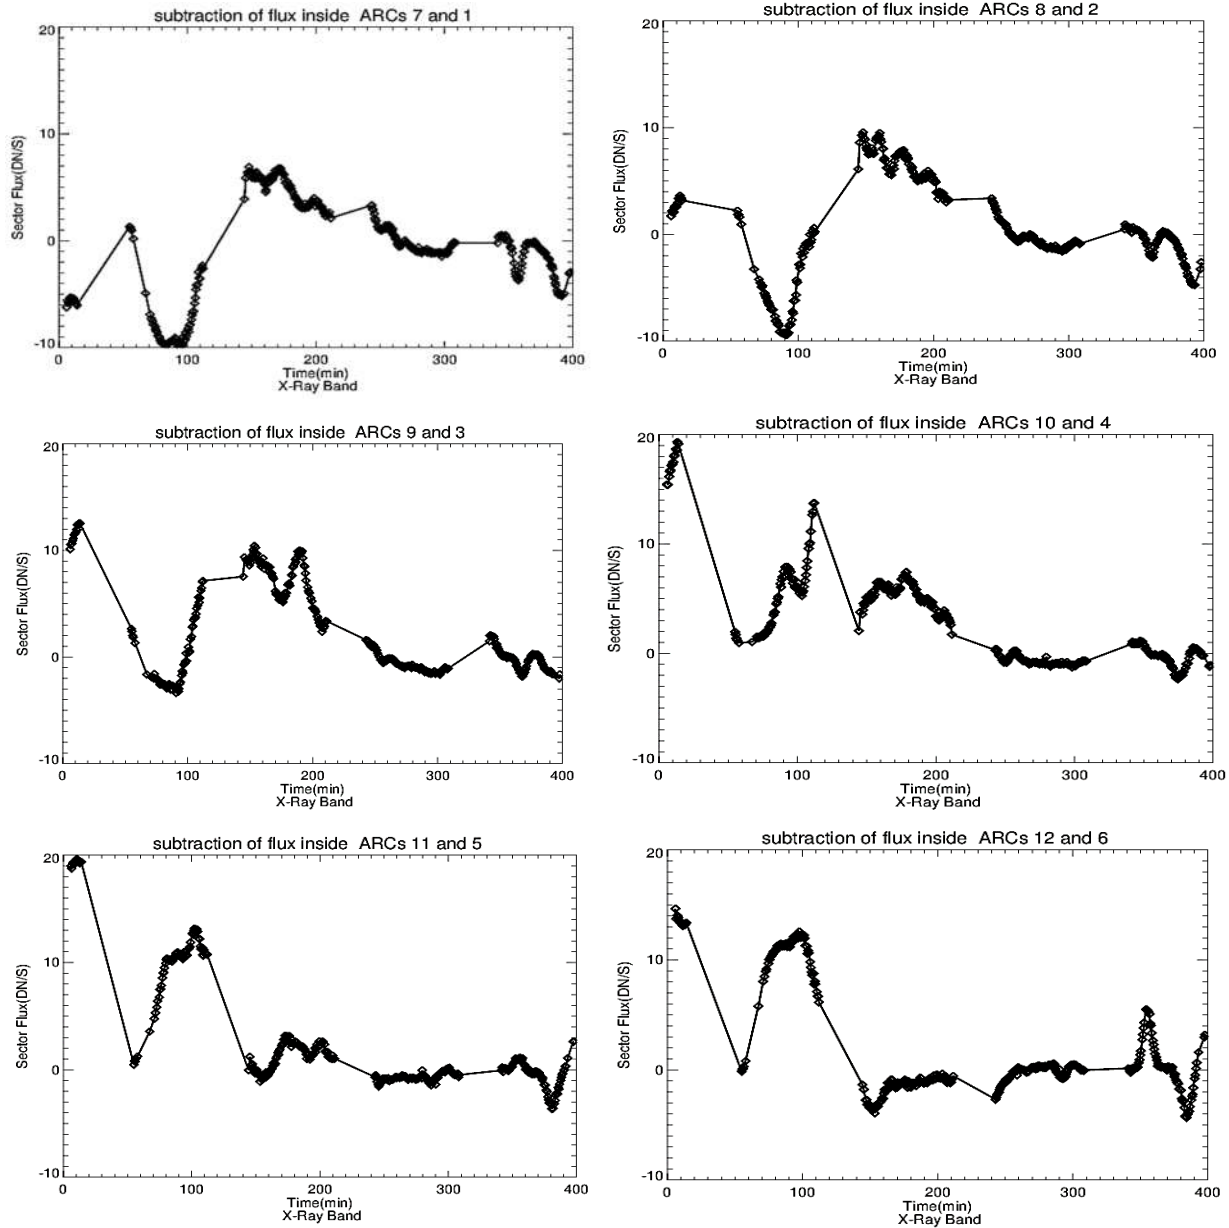 subtraction of flux inside ARCs 7 and 1
20
10
0
-10
Sector Flux(DN/S)
0 100 200 300 400
Time(min)
X-Ray Band
subtraction of flux inside ARCs 8 and 2
20
10
0
-10
Sector Flux(DN/S)
0 100 200 300 400
Time(min)
X-Ray Band
subtraction of flux inside ARCs 9 and 3
20
10
0
-10
Sector Flux(DN/S)
0 100 200 300 400
Time(min)
X-Ray Band
subtraction of flux inside ARCs 10 and 4
20
10
0
-10
Sector Flux(DN/S)
0 100 200 300 400
Time(min)
X-Ray Band
subtraction of flux inside ARCs 11 and 5
20
10
0
-10
Sector Flux(DN/S)
0 100 200 300 400
Time(min)
X-Ray Band
subtraction of flux inside ARCs 12 and 6
20
10
0
-10
Sector Flux(DN/S)
0 100 200 300 400
Time(min)
X-Ray Band